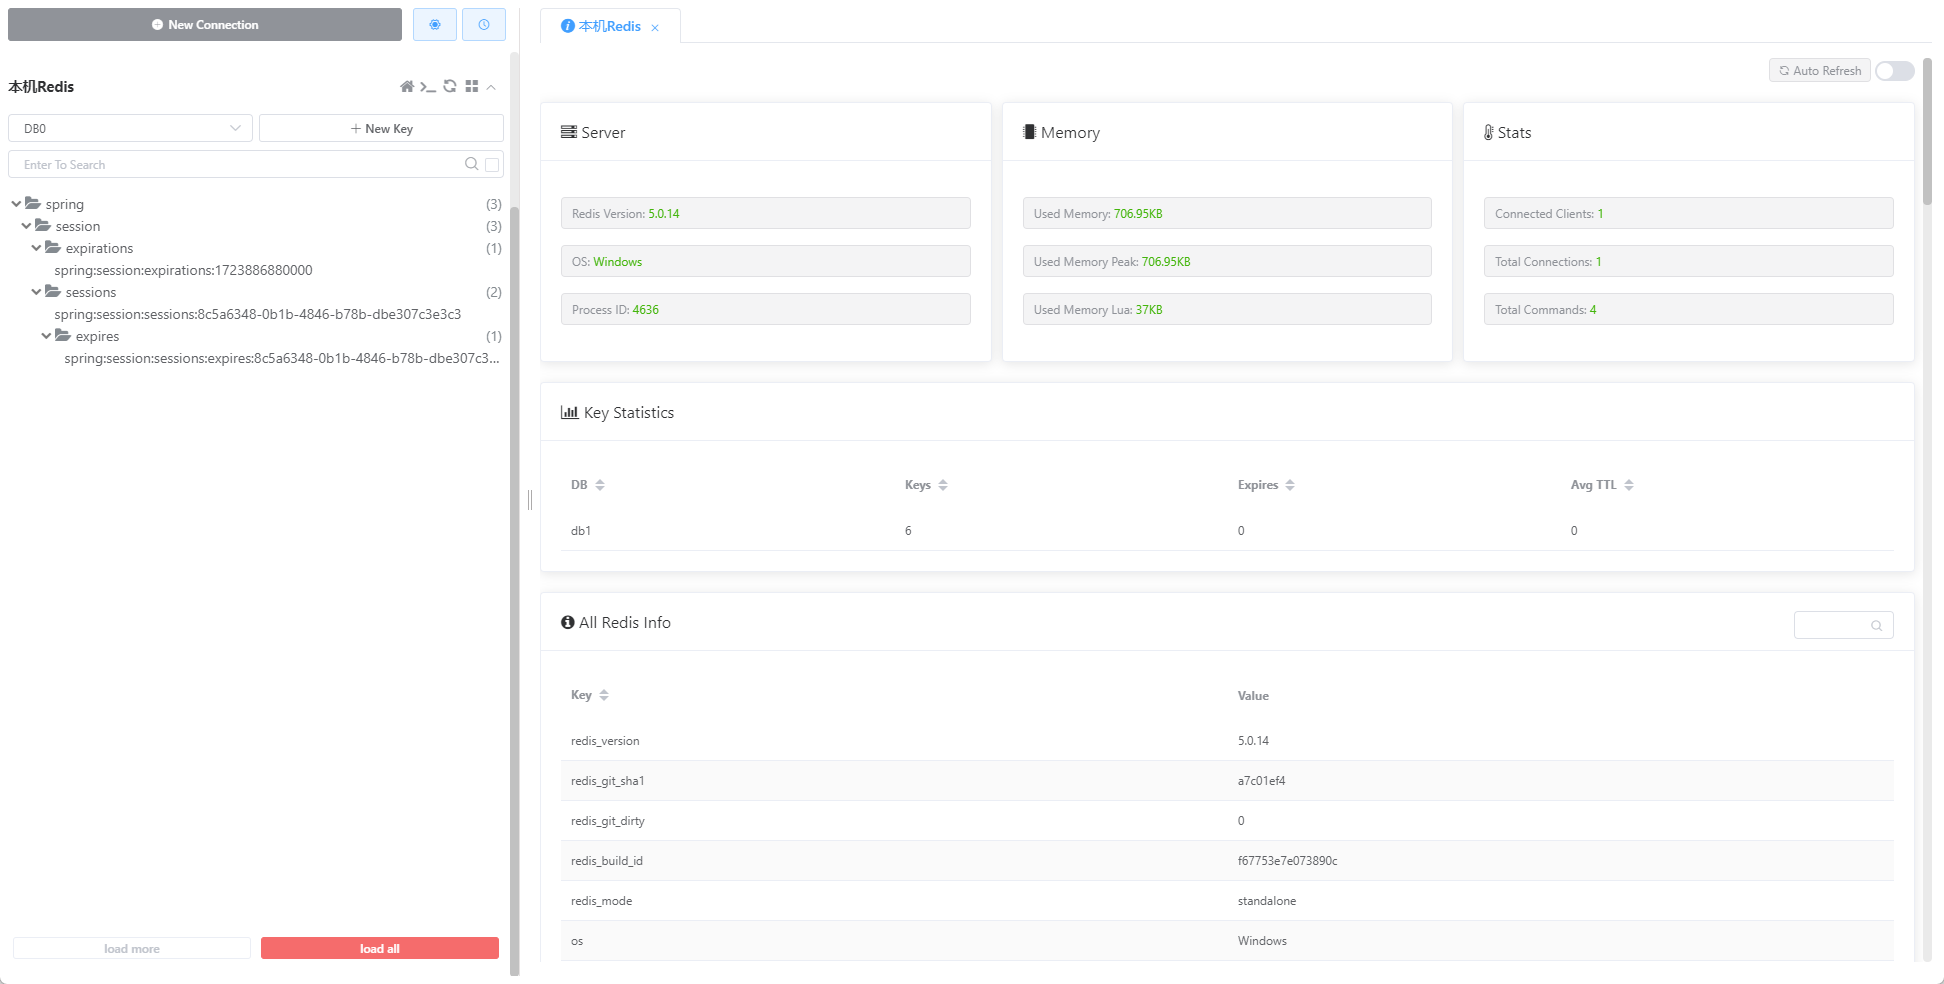 New Connection
本机Redis
DB0
New Key
Enter To Search
spring (3)
session (3)
expirations (1)
spring:session:expirations:1723886880000
sessions (2)
spring:session:sessions:8c5a6348-0b1b-4846-b78b-dbe307c3e3c3
expires (1)
spring:session:sessions:expires:8c5a6348-0b1b-4846-b78b-dbe307c3...
load more
load all
本机Redis
Auto Refresh
Server
Redis Version: 5.0.14
OS: Windows
Process ID: 4636
Memory
Used Memory: 706.95KB
Used Memory Peak: 706.95KB
Used Memory Lua: 37KB
Stats
Connected Clients: 1
Total Connections: 1
Total Commands: 4
Key Statistics
DB Keys Expires Avg TTL
db1 6 0 0
All Redis Info
Key Value
redis_version 5.0.14
redis_git_sha1 a7c01ef4
redis_git_dirty 0
redis_build_id f67753e7e073890c
redis_mode standalone
os Windows